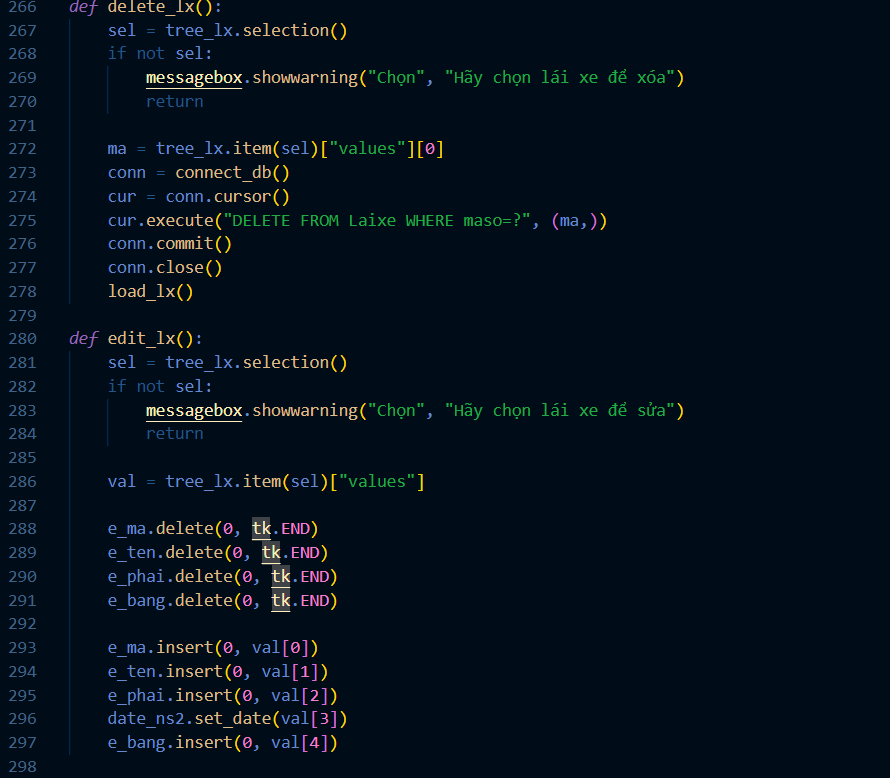 266 def delete_lx():
267     sel = tree_lx.selection()
268     if not sel:
269         messagebox.showwarning("Chọn", "Hãy chọn lái xe để xóa")
270         return
271
272     ma = tree_lx.item(sel)["values"][0]
273     conn = connect_db()
274     cur = conn.cursor()
275     cur.execute("DELETE FROM Laixe WHERE maso=?", (ma,))
276     conn.commit()
277     conn.close()
278     load_lx()
279
280 def edit_lx():
281     sel = tree_lx.selection()
282     if not sel:
283         messagebox.showwarning("Chọn", "Hãy chọn lái xe để sửa")
284         return
285
286     val = tree_lx.item(sel)["values"]
287
288     e_ma.delete(0, tk.END)
289     e_ten.delete(0, tk.END)
290     e_phai.delete(0, tk.END)
291     e_bang.delete(0, tk.END)
292
293     e_ma.insert(0, val[0])
294     e_ten.insert(0, val[1])
295     e_phai.insert(0, val[2])
296     date_ns2.set_date(val[3])
297     e_bang.insert(0, val[4])
298